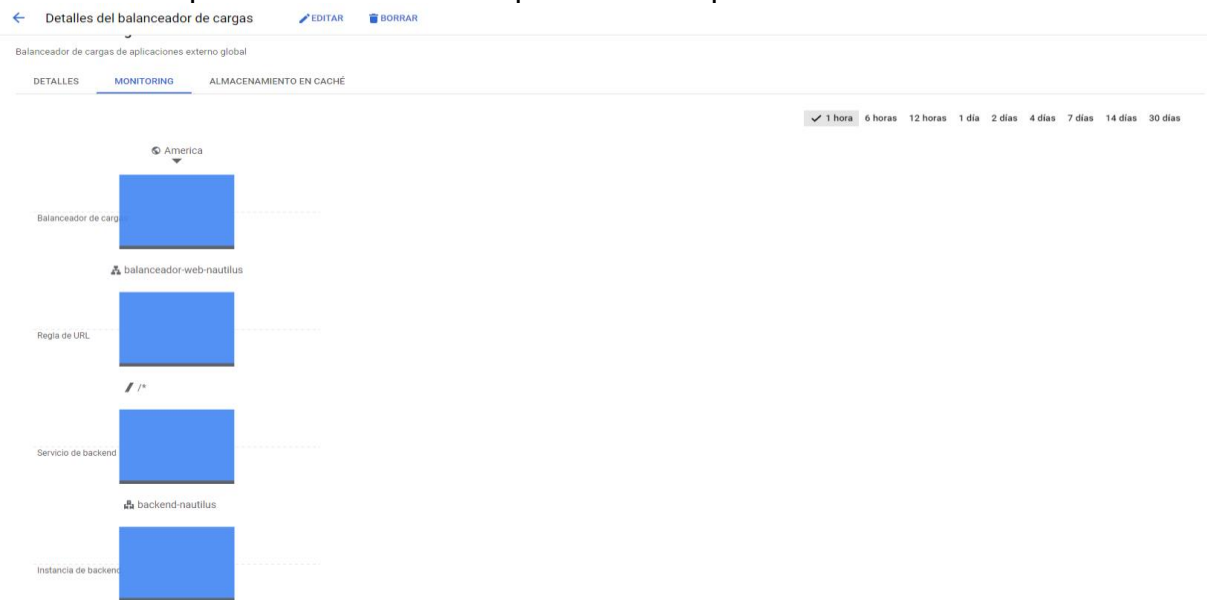 Detalles del balanceador de cargas EDITAR BORRAR
Balanceador de cargas de aplicaciones externo global
DETALLES MONITORING ALMACENAMIENTO EN CACHÉ
1 hora 6 horas 12 horas 1 día 2 días 4 días 7 días 14 días 30 días
America
Balanceador de cargas
balanceador-web-nautilus
Regla de URL
/*
Servicio de backend
backend-nautilus
Instancia de backend